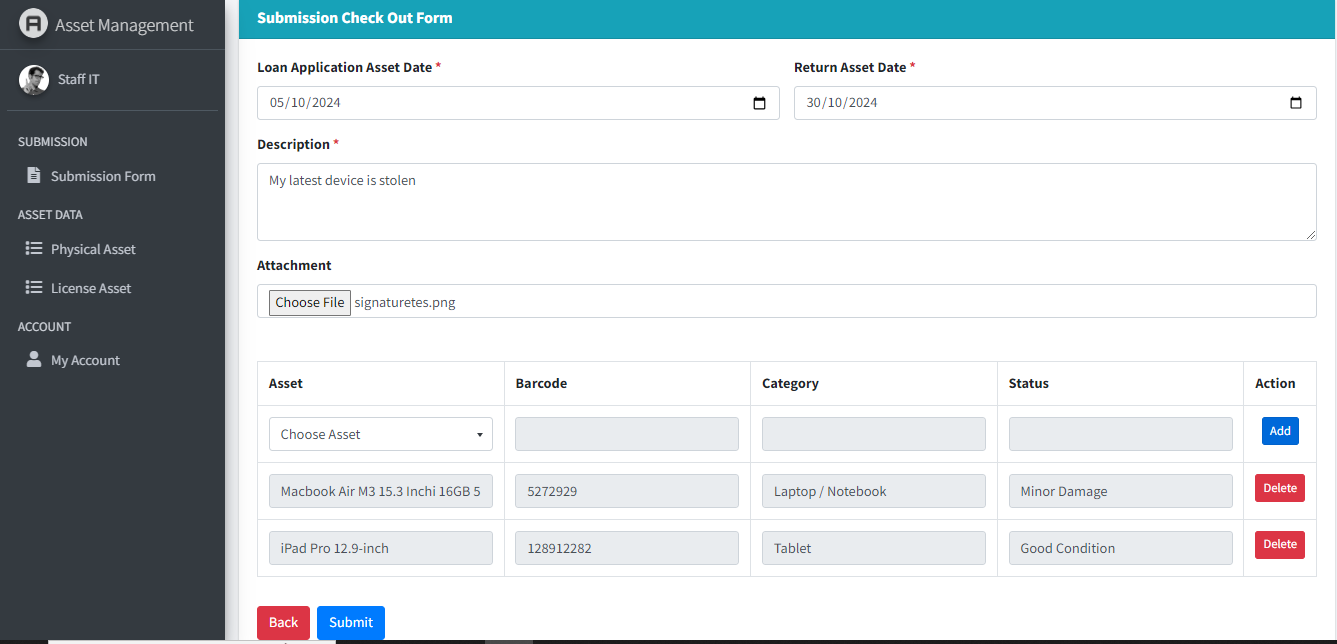 Asset Management
Staff IT
SUBMISSION
Submission Form
ASSET DATA
Physical Asset
License Asset
ACCOUNT
My Account
Submission Check Out Form
Loan Application Asset Date * Return Asset Date *
05/10/2024 30/10/2024
Description *
My latest device is stolen
Attachment
Choose File signaturetes.png
Asset Barcode Category Status Action
Choose Asset Add
Macbook Air M3 15.3 Inchi 16GB 5 5272929 Laptop / Notebook Minor Damage Delete
iPad Pro 12.9-inch 128912282 Tablet Good Condition Delete
Back Submit